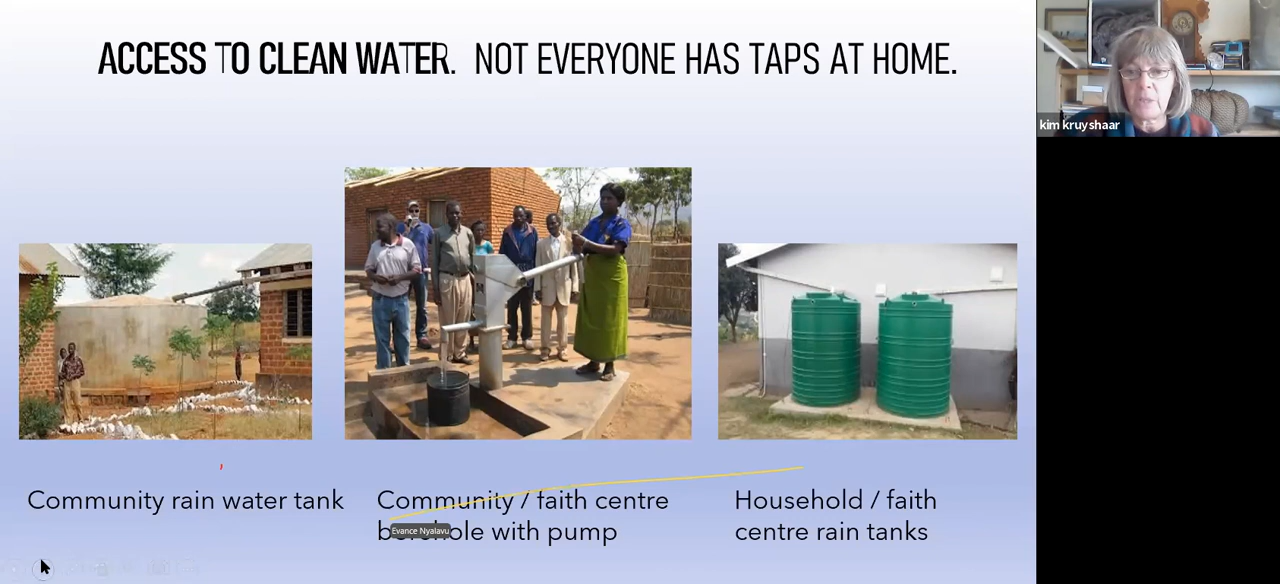 ACCESS TO CLEAN WATER. NOT EVERYONE HAS TAPS AT HOME.
kim kruyshaar
Community rain water tank
Community / faith centre
borehole with pump
Evance Nyalavu
Household / faith
centre rain tanks